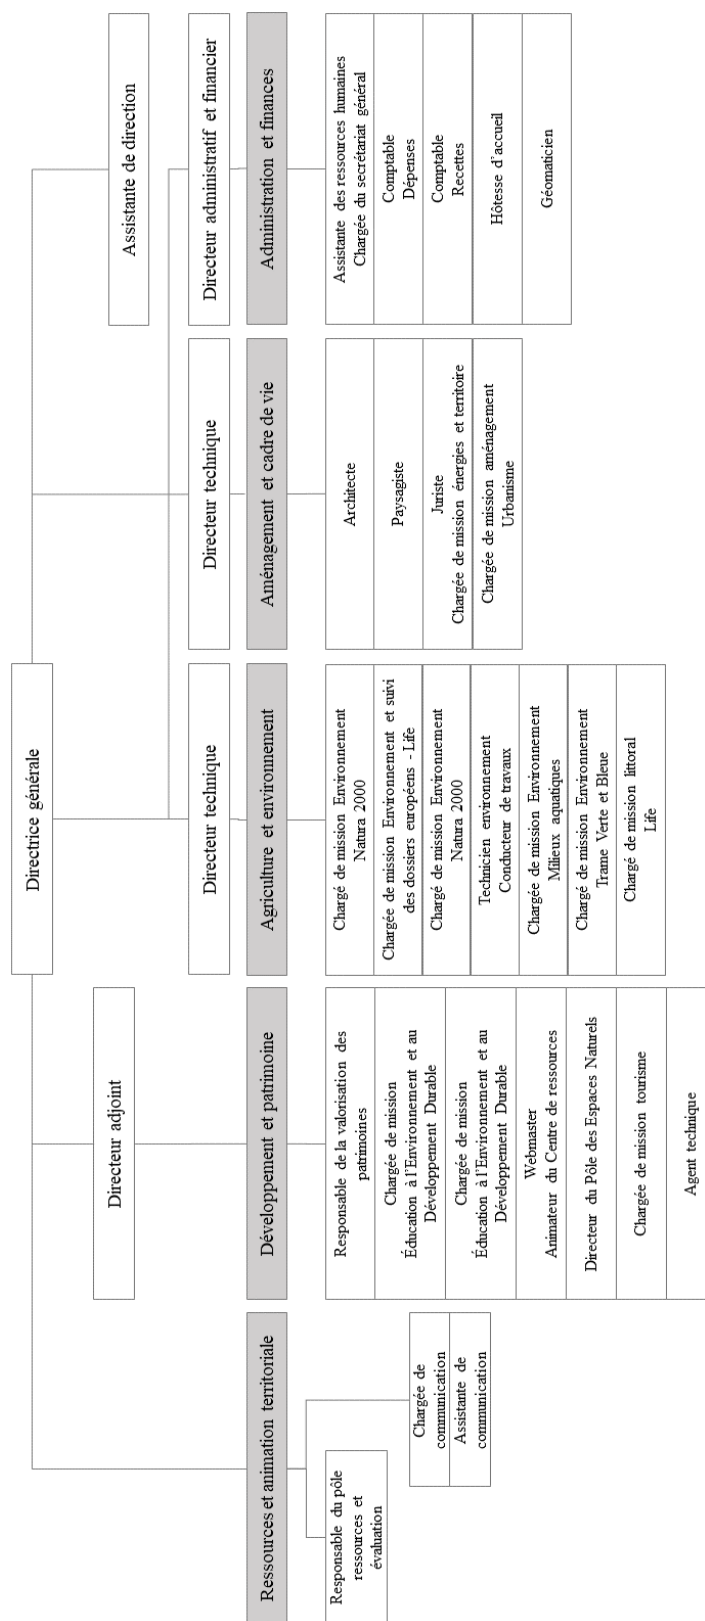 Directrice générale
Assistante de direction
Directeur adjoint
Directeur technique
Directeur technique
Directeur administratif et financier
Ressources et animation territoriale
Responsable du pôle
ressources et
évaluation
Chargée de
communication
Assistante de
communication
Développement et patrimoine
Responsable de la valorisation des
patrimoines
Chargée de mission
Éducation à l'Environnement et au
Développement Durable
Chargée de mission
Éducation à l'Environnement et au
Développement Durable
Webmaster
Animateur du Centre de ressources
Directeur du Pôle des Espaces Naturels
Chargée de mission tourisme
Agent technique
Agriculture et environnement
Chargé de mission Environnement
Natura 2000
Chargée de mission Environnement et suivi
des dossiers européens - Life
Chargé de mission Environnement
Natura 2000
Technicien environnement
Conducteur de travaux
Chargée de mission Environnement
Milieux aquatiques
Chargée de mission Environnement
Trame Verte et Bleue
Chargé de mission littoral
Life
Aménagement et cadre de vie
Architecte
Paysagiste
Juriste
Chargée de mission énergies et territoire
Chargée de mission aménagement
Urbanisme
Administration et finances
Assistante des ressources humaines
Chargée du secrétariat général
Comptable
Dépenses
Comptable
Recettes
Hôtesse d'accueil
Géomaticien